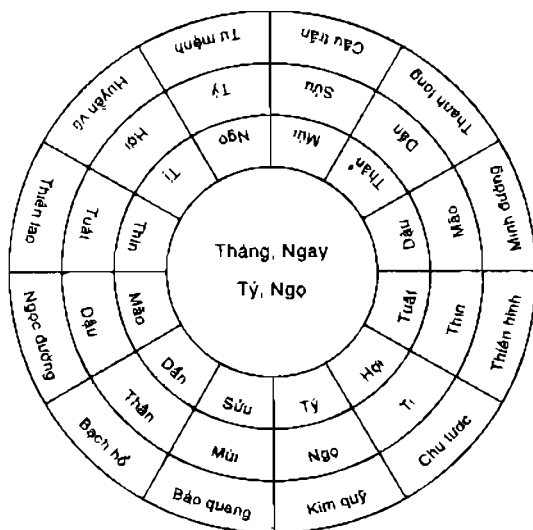 Tư mệnh
Câu trần
Thanh long
Minh đường
Thiên hình
Chu tước
Kim quỹ
Bảo quang
Bạch hổ
Ngọc đường
Thiên lao
Huyền vũ
Tý
Sửu
Dần
Mão
Thìn
Tị
Ngọ
Mùi
Thân
Dậu
Tuất
Hợi
Ngọ
Mùi
Thân
Dậu
Tuất
Hợi
Tý
Sửu
Dần
Mão
Thìn
Tị
Tháng, Ngay
Tý, Ngọ